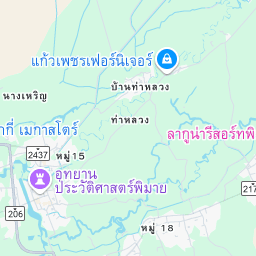 แก้วเพชรเฟอร์นิเจอร์
บ้านท่าหลวง
นางเหริญ
ท่าหลวง
กี่ เมกาสโตร์
ลากูน่ารีสอร์ทพิ
2437
หมู่ 15
อุทยาน
ประวัติศาสตร์พิมาย
217
206
หมู่ 18